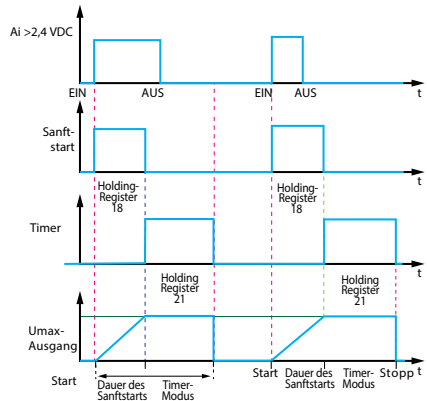 Ai >2,4 VDC
EIN AUS EIN AUS t
Sanft-
start
t
Holding-
Register
18
Holding-
Register
18
Timer
t
Holding
Register
21
Holding
Register
21
Umax-
Ausgang
t
Start Dauer des
Sanftstarts
Timer-
Modus
Start Dauer des
Sanftstarts
Timer-
Modus
Stopp